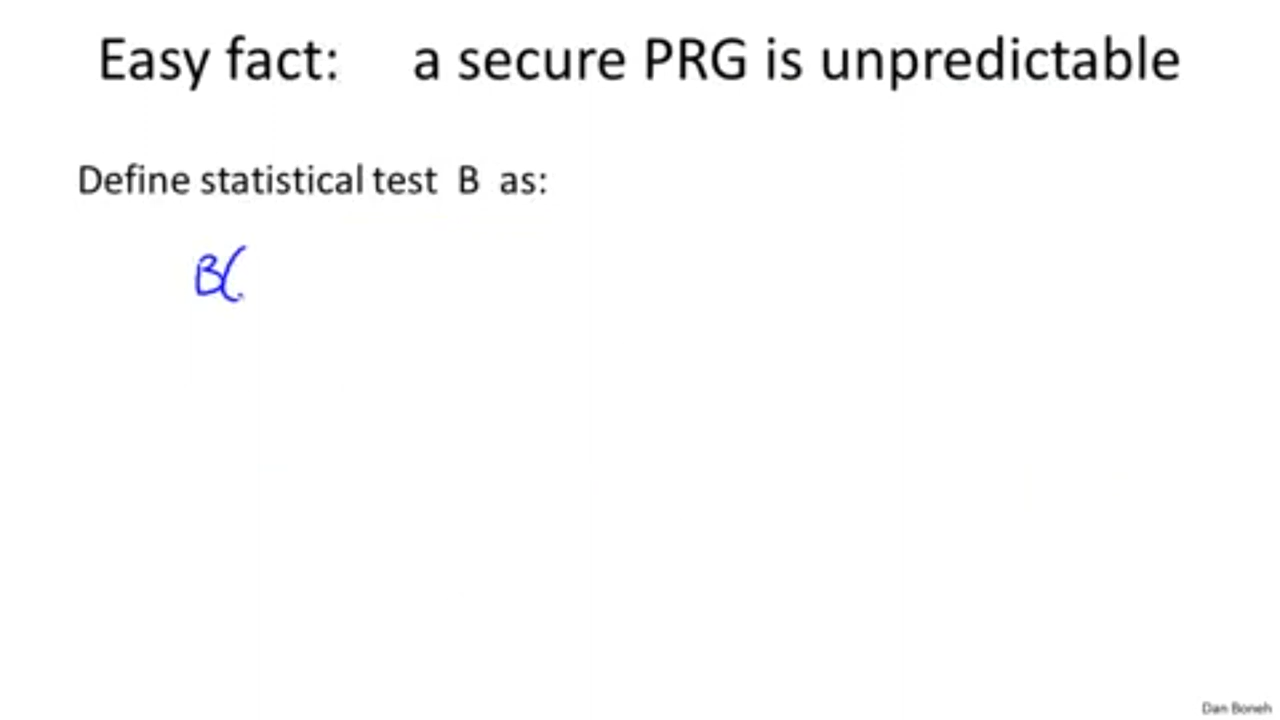 Easy fact: a secure PRG is unpredictable
Define statistical test B as:
B(
Dan Boneh